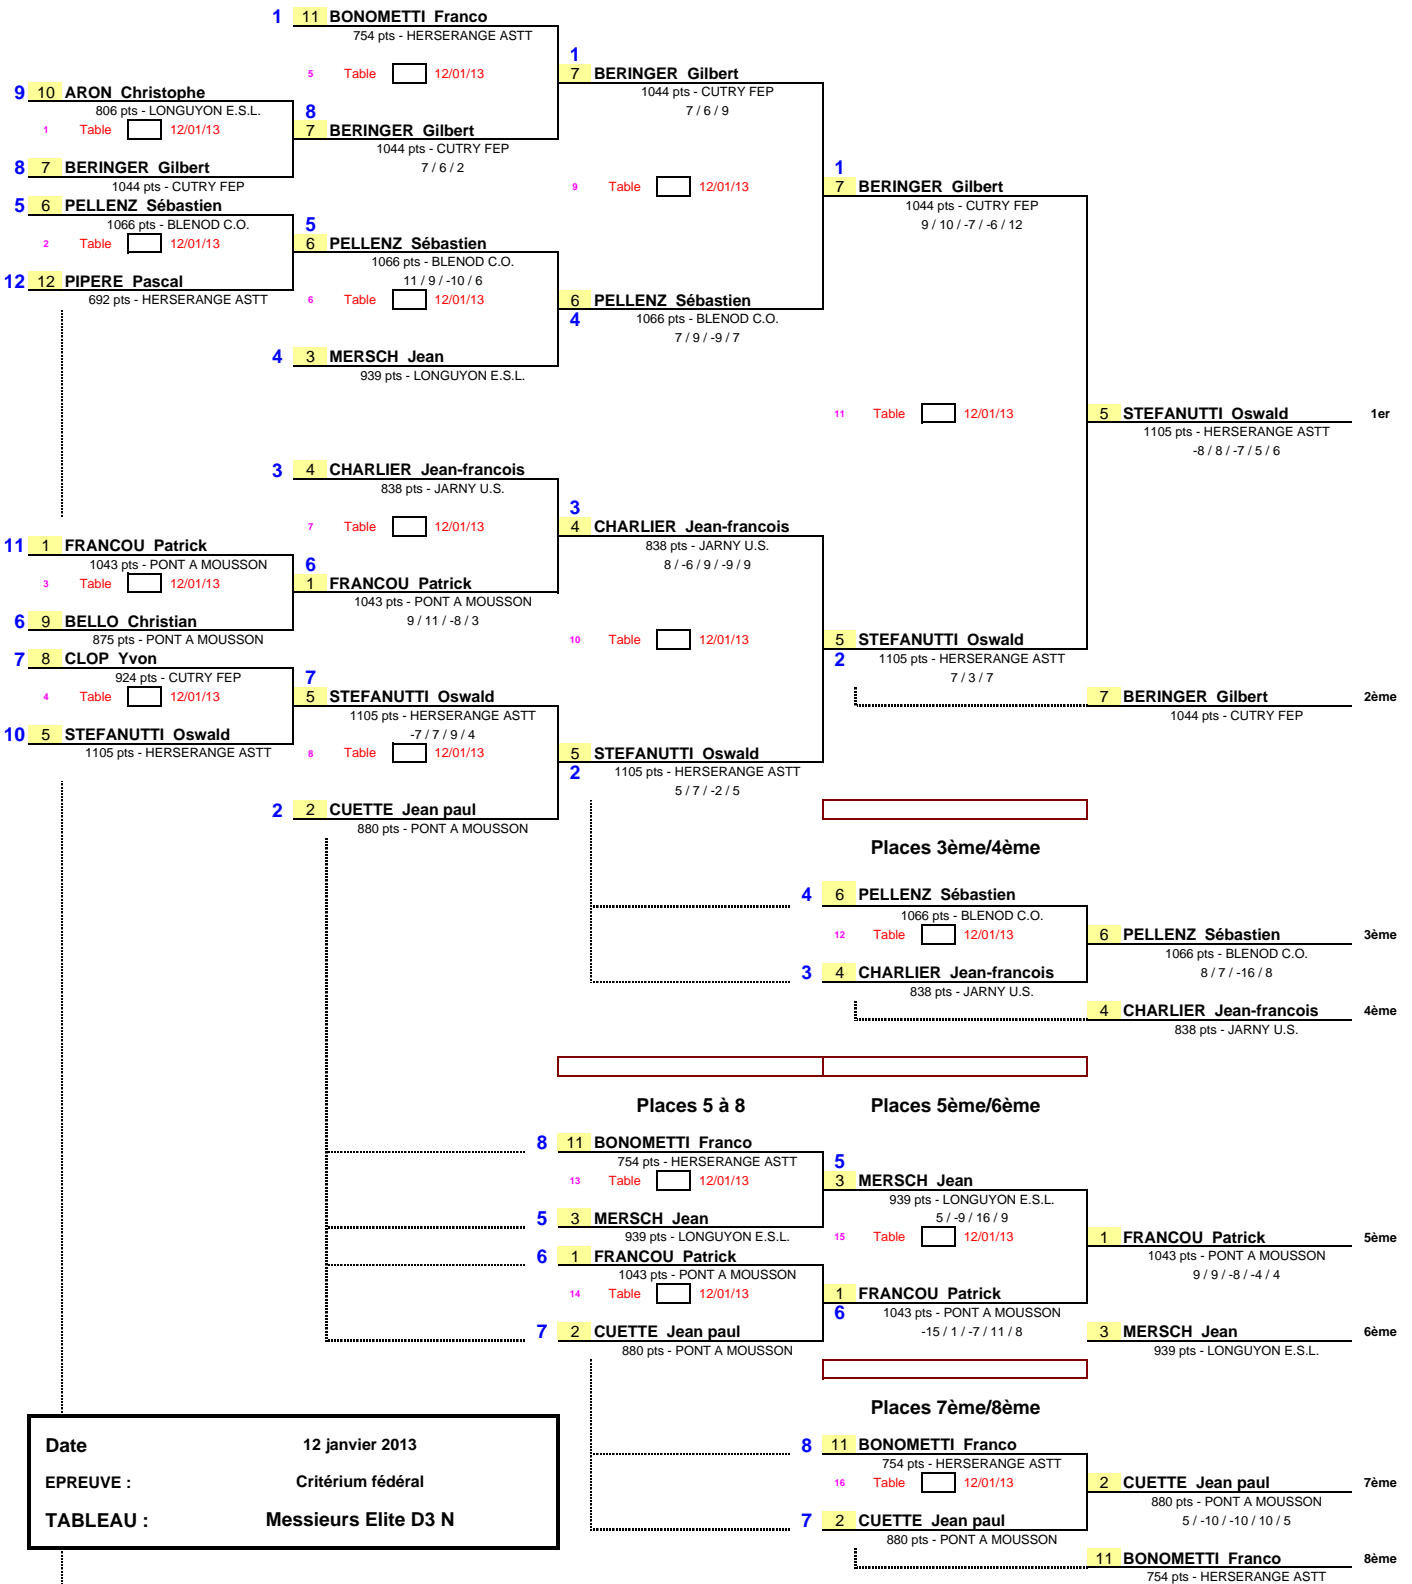 1 11 BONOMETTI Franco
754 pts - HERSERANGE ASTT
1
5 Table 12/01/13 7 BERINGER Gilbert
1044 pts - CUTRY FEP
9 10 ARON Christophe
806 pts - LONGUYON E.S.L. 8 7 / 6 / 9
1 Table 12/01/13 7 BERINGER Gilbert
1044 pts - CUTRY FEP
8 7 BERINGER Gilbert 7 / 6 / 2 1
1044 pts - CUTRY FEP 9 Table 12/01/13 7 BERINGER Gilbert
5 6 PELLENZ Sébastien 1044 pts - CUTRY FEP
1066 pts - BLENOD C.O. 5 9 / 10 / -7 / -6 / 12
2 Table 12/01/13 6 PELLENZ Sébastien
1066 pts - BLENOD C.O.
12 12 PIPERE Pascal 11 / 9 / -10 / 6
692 pts - HERSERANGE ASTT 6 Table 12/01/13 6 PELLENZ Sébastien
4 1066 pts - BLENOD C.O.
7 / 9 / -9 / 7
4 3 MERSCH Jean
939 pts - LONGUYON E.S.L.
11 Table 12/01/13 5 STEFANUTTI Oswald 1er
1105 pts - HERSERANGE ASTT
-8 / 8 / -7 / 5 / 6
3 4 CHARLIER Jean-francois
838 pts - JARNY U.S.
3
7 Table 12/01/13 4 CHARLIER Jean-francois
11 1 FRANCOU Patrick 838 pts - JARNY U.S.
1043 pts - PONT A MOUSSON 6 8 / -6 / 9 / -9 / 9
3 Table 12/01/13 1 FRANCOU Patrick
1043 pts - PONT A MOUSSON
6 9 BELLO Christian 9 / 11 / -8 / 3
875 pts - PONT A MOUSSON 10 Table 12/01/13 5 STEFANUTTI Oswald
7 8 CLOP Yvon 2 1105 pts - HERSERANGE ASTT
924 pts - CUTRY FEP 7 7 / 3 / 7
4 Table 12/01/13 5 STEFANUTTI Oswald 7 BERINGER Gilbert 2ème
1105 pts - HERSERANGE ASTT 1044 pts - CUTRY FEP
10 5 STEFANUTTI Oswald -7 / 7 / 9 / 4
1105 pts - HERSERANGE ASTT 8 Table 12/01/13 5 STEFANUTTI Oswald
2 1105 pts - HERSERANGE ASTT
5 / 7 / -2 / 5
2 2 CUETTE Jean paul
880 pts - PONT A MOUSSON
Places 3ème/4ème
4 6 PELLENZ Sébastien
1066 pts - BLENOD C.O.
12 Table 12/01/13 6 PELLENZ Sébastien 3ème
1066 pts - BLENOD C.O.
3 4 CHARLIER Jean-francois 8 / 7 / -16 / 8
838 pts - JARNY U.S.
4 CHARLIER Jean-francois 4ème
838 pts - JARNY U.S.
Places 5 à 8 Places 5ème/6ème
8 11 BONOMETTI Franco
754 pts - HERSERANGE ASTT 5
13 Table 12/01/13 3 MERSCH Jean
939 pts - LONGUYON E.S.L.
5 3 MERSCH Jean 5 / -9 / 16 / 9
939 pts - LONGUYON E.S.L. 15 Table 12/01/13 1 FRANCOU Patrick 5ème
6 1 FRANCOU Patrick 1043 pts - PONT A MOUSSON
1043 pts - PONT A MOUSSON 9 / 9 / -8 / -4 / 4
14 Table 12/01/13 1 FRANCOU Patrick
6 1043 pts - PONT A MOUSSON
7 2 CUETTE Jean paul -15 / 1 / -7 / 11 / 8 3 MERSCH Jean 6ème
880 pts - PONT A MOUSSON 939 pts - LONGUYON E.S.L.
Places 7ème/8ème
8 11 BONOMETTI Franco
754 pts - HERSERANGE ASTT
16 Table 12/01/13 2 CUETTE Jean paul 7ème
880 pts - PONT A MOUSSON
7 2 CUETTE Jean paul 5 / -10 / -10 / 10 / 5
880 pts - PONT A MOUSSON
11 BONOMETTI Franco 8ème
754 pts - HERSERANGE ASTT
Date 12 janvier 2013
EPREUVE : Critérium fédéral
TABLEAU : Messieurs Elite D3 N